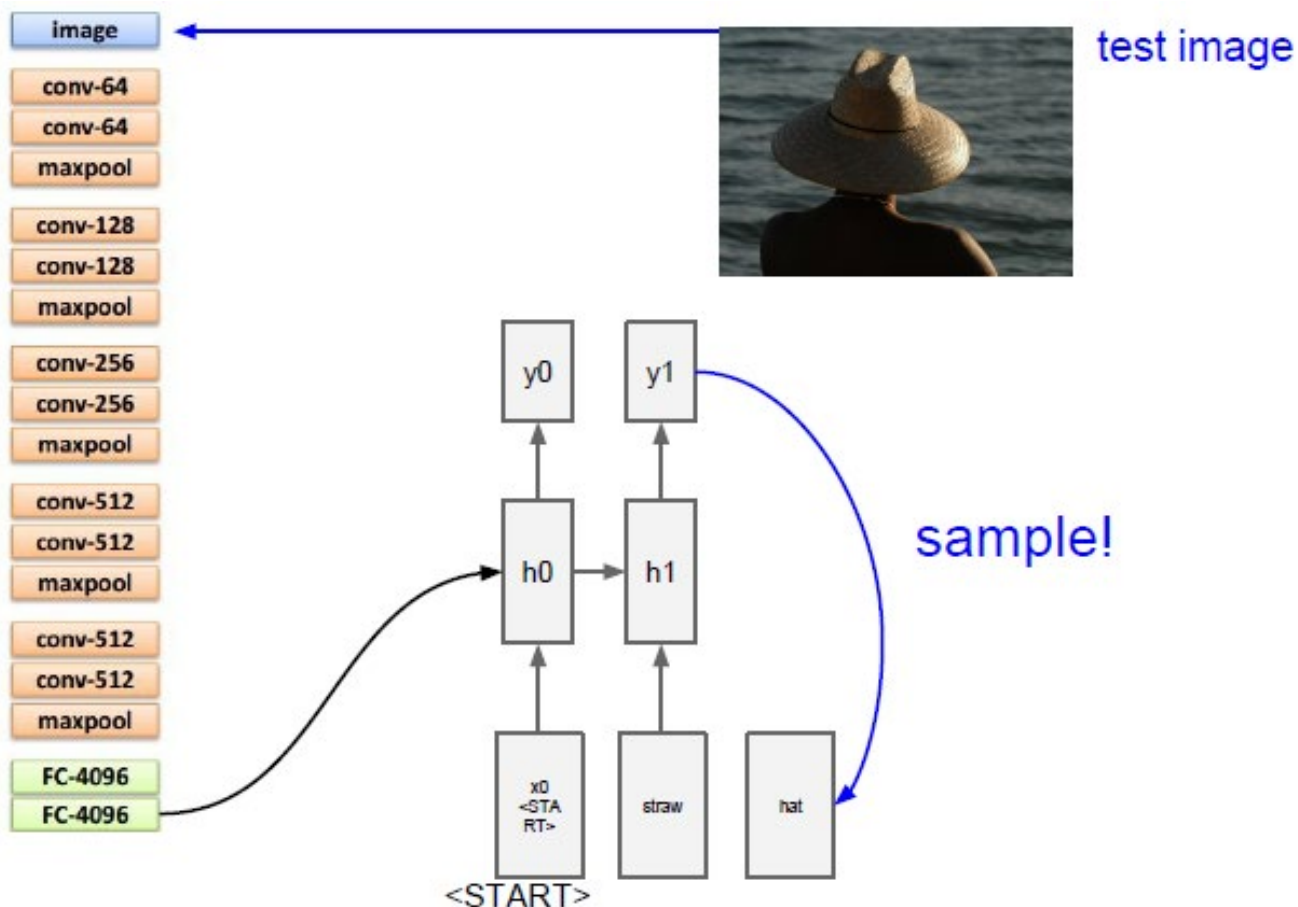 image
test image
conv-64
conv-64
maxpool
conv-128
conv-128
maxpool
conv-256
conv-256
maxpool
conv-512
conv-512
maxpool
conv-512
conv-512
maxpool
FC-4096
FC-4096
y0
y1
h0
h1
sample!
x0
<STA
RT>
straw
hat
<START>